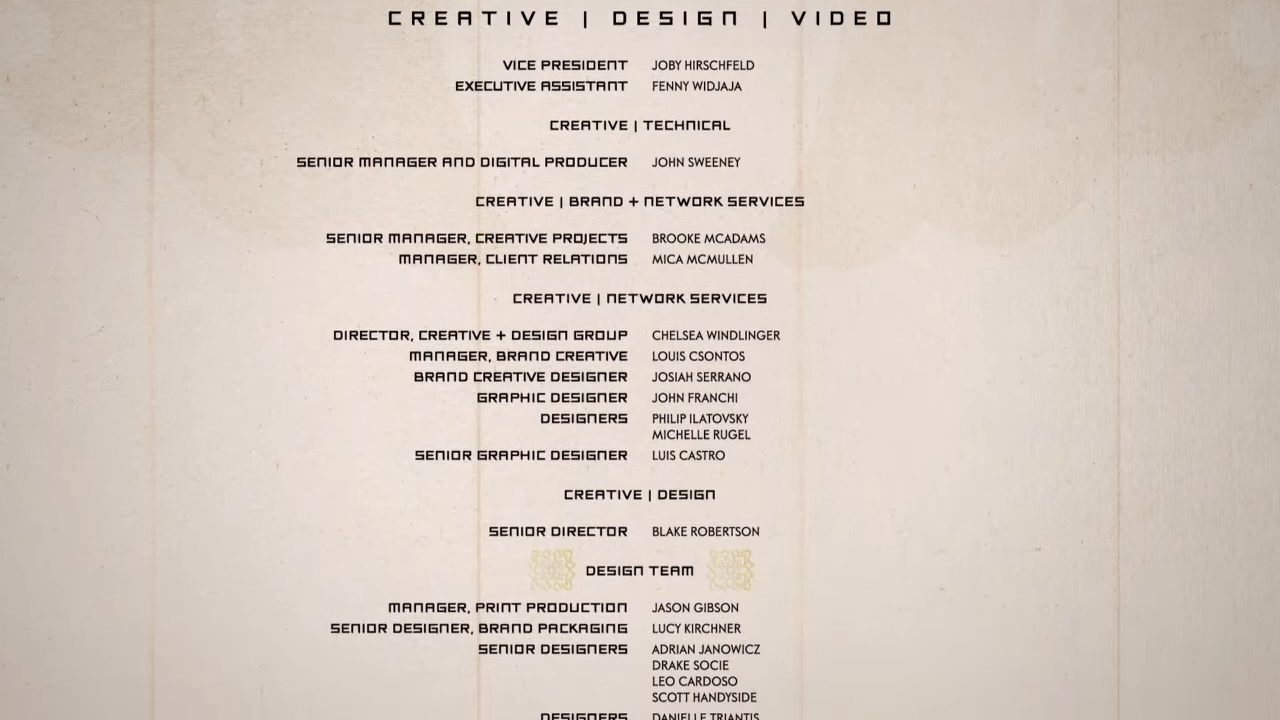 CREATIVE | DESIGN | VIDEO
VICE PRESIDENT JOBY HIRSCHFELD
EXECUTIVE ASSISTANT FENNY WIDJAJA
CREATIVE | TECHNICAL
SENIOR MANAGER AND DIGITAL PRODUCER JOHN SWEENEY
CREATIVE | BRAND + NETWORK SERVICES
SENIOR MANAGER, CREATIVE PROJECTS BROOKE MCADAMS
MANAGER, CLIENT RELATIONS MICA MCMULLEN
CREATIVE | NETWORK SERVICES
DIRECTOR, CREATIVE + DESIGN GROUP CHELSEA WINDLINGER
MANAGER, BRAND CREATIVE LOUIS CSONTOS
BRAND CREATIVE DESIGNER JOSIAH SERRANO
GRAPHIC DESIGNER JOHN FRANCHI
DESIGNERS PHILIP ILATOVSKY
MICHELLE RUGEL
SENIOR GRAPHIC DESIGNER LUIS CASTRO
CREATIVE | DESIGN
SENIOR DIRECTOR BLAKE ROBERTSON
DESIGN TEAM
MANAGER, PRINT PRODUCTION JASON GIBSON
SENIOR DESIGNER, BRAND PACKAGING LUCY KIRCHNER
SENIOR DESIGNERS ADRIAN JANOWICZ
DRAKE SOCIE
LEO CARDOSO
SCOTT HANDYSIDE
DESIGNERS DANIELLE TRIANTIS